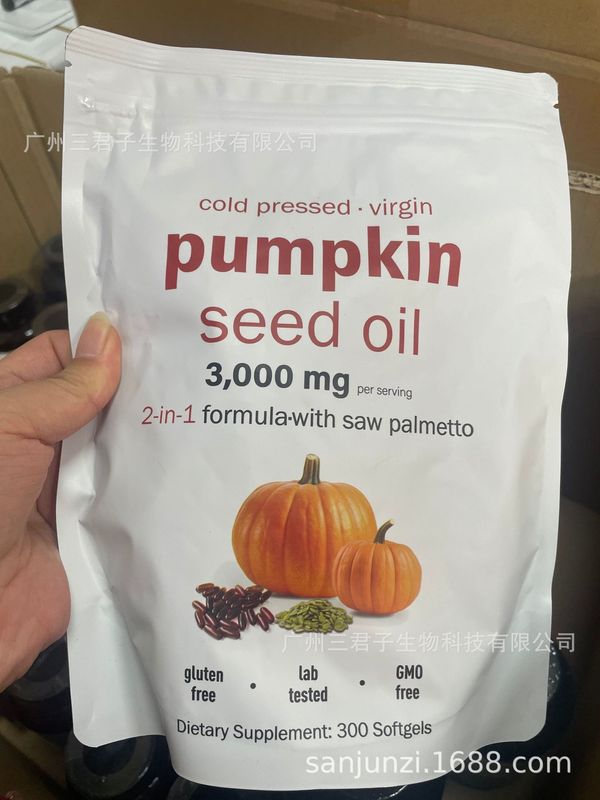 广州三君子生物科技有限公司
cold pressed · virgin
pumpkin
seed oil
3,000 mg per serving
2-in-1 formula·with saw palmetto
广州三君子生物科技有限公司
gluten free · lab tested · GMO free
Dietary Supplement: 300 Softgels
sanjunzi.1688.com